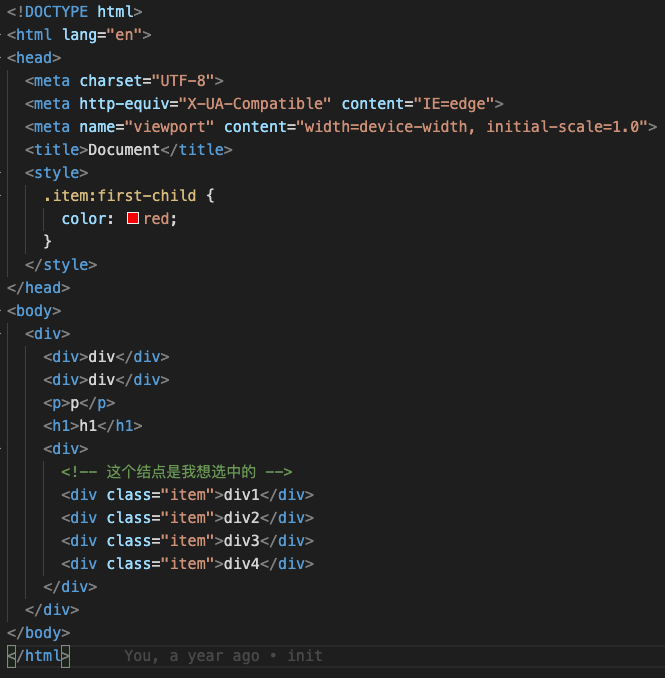 <!DOCTYPE html>
<html lang="en">
<head>
  <meta charset="UTF-8">
  <meta http-equiv="X-UA-Compatible" content="IE=edge">
  <meta name="viewport" content="width=device-width, initial-scale=1.0">
  <title>Document</title>
  <style>
    .item:first-child {
      color: red;
    }
  </style>
</head>
<body>
  <div>
    <div>div</div>
    <div>div</div>
    <p>p</p>
    <h1>h1</h1>
    <div>
      <!-- 这个结点是我想选中的 -->
      <div class="item">div1</div>
      <div class="item">div2</div>
      <div class="item">div3</div>
      <div class="item">div4</div>
    </div>
  </div>
</body>
</html> You, a year ago • init